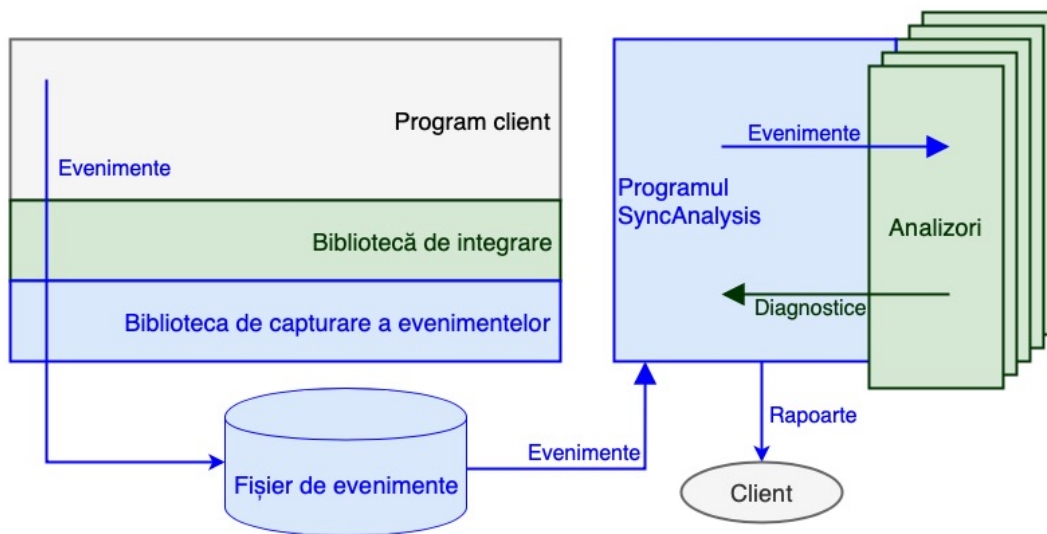 Program client
Evenimente
Bibliotecă de integrare
Biblioteca de capturare a evenimentelor
Fișier de evenimente
Evenimente
Evenimente
Programul
SyncAnalysis
Analizori
Diagnostice
Rapoarte
Client